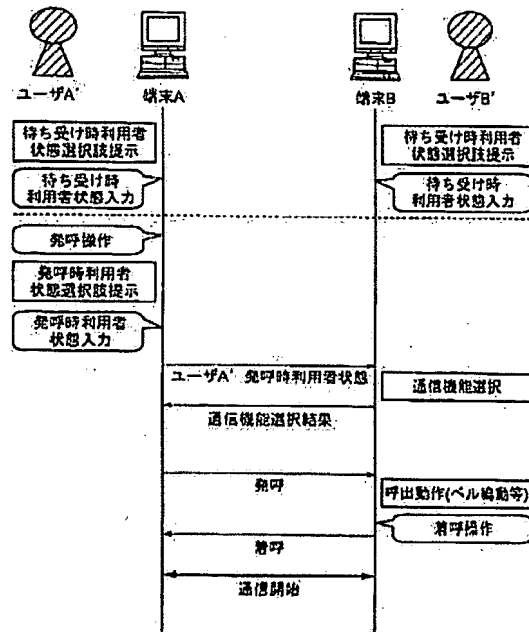 ユーザA'
端末A
端末B
ユーザB'
待ち受け時利用者
状態選択肢提示
待ち受け時利用者
状態選択肢提示
待ち受け時
利用者状態入力
待ち受け時
利用者状態入力
発呼操作
発呼時利用者
状態選択肢提示
発呼時利用者
状態入力
ユーザA' 発呼時利用者状態
通信機能選択
通信機能選択結果
発呼
呼出動作(ベル鳴動等)
着呼操作
着呼
通信開始